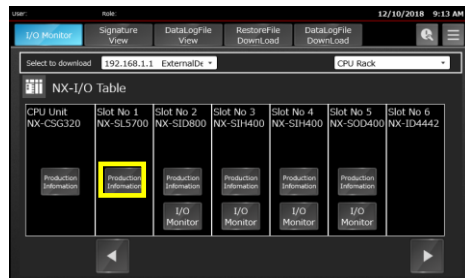 User:
Role:
12/10/2018 9:13 AM
I/O Monitor
Signature
View
DataLogFile
View
RestoreFile
DownLoad
DataLogFile
DownLoad
Select to download
192.168.1.1 ExternalDe
CPU Rack
NX-I/O Table
CPU Unit
NX-CSG320
Slot No 1
NX-SL5700
Slot No 2
NX-SID800
Slot No 3
NX-SIH400
Slot No 4
NX-SIH400
Slot No 5
NX-SOD400
Slot No 6
NX-ID4442
Production
Infomation
Production
Infomation
Production
Infomation
Production
Infomation
Production
Infomation
Production
Infomation
I/O
Monitor
I/O
Monitor
I/O
Monitor
I/O
Monitor